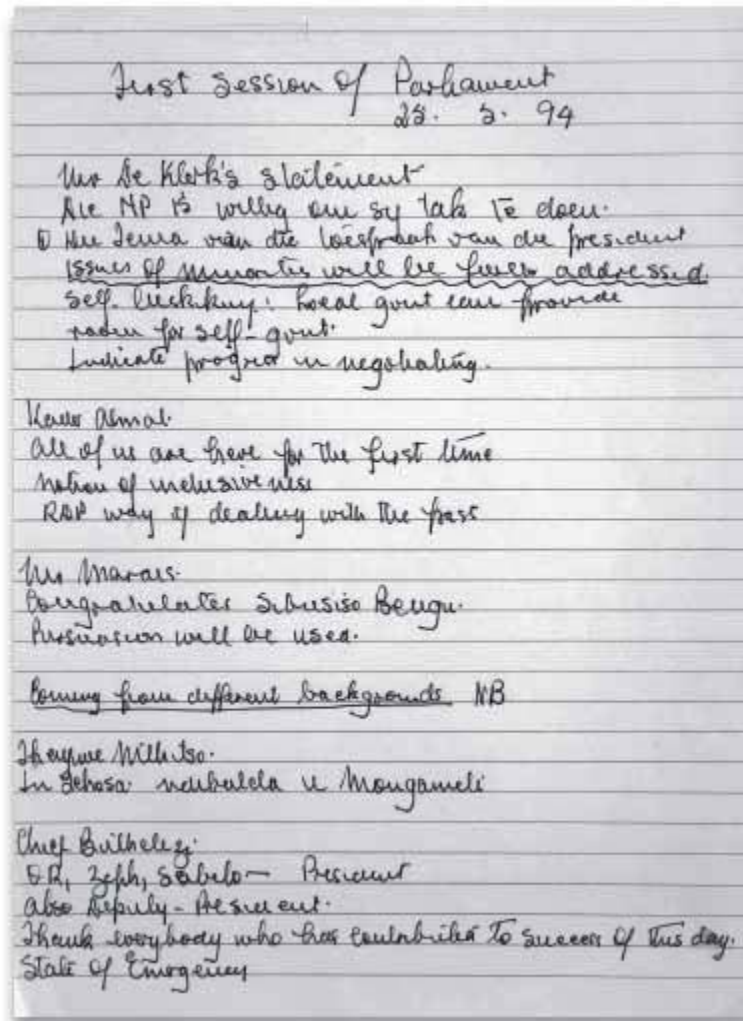 First Session of Parliament
25. 5. 94
Mr De Klerk's statement
Die NP is willig om sy tak te doen.
Die Tema van die toespraak van die president
Issues of minorities will be further addressed.
Self-: Local govt can provide
room for self-govt.
Indicate progress in negotiating.
Kader Asmal.
All of us are here for the first time
Notion of inclusiveness
RDP way of dealing with the past
Mr Marais.
Congratulates Sibusiso Bengu.
Persuasion will be used.
Coming from different backgrounds NB
In Xhosa. u Mongameli
Chief Buthelezi.
Zeph, Sabelo — President
also Deputy-President.
Thank everybody who has contributed to success of this day.
State of Emergency